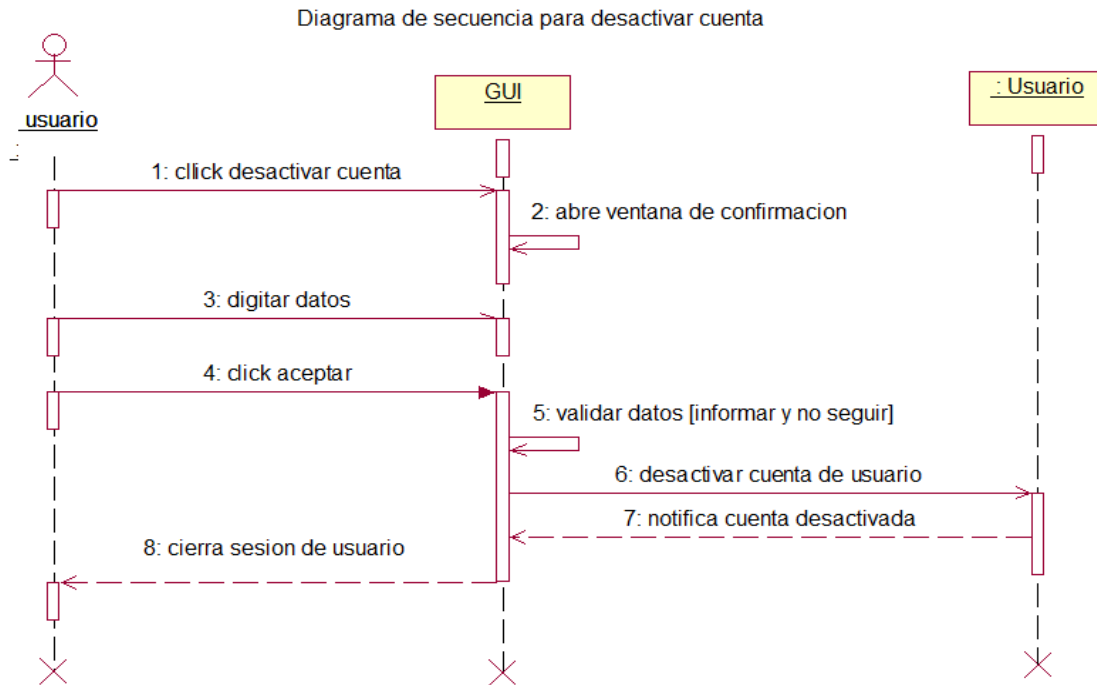 Diagrama de secuencia para desactivar cuenta
usuario
:
GUI
: Usuario
1: cllick desactivar cuenta
2: abre ventana de confirmacion
3: digitar datos
4: click aceptar
5: validar datos [informar y no seguir]
6: desactivar cuenta de usuario
7: notifica cuenta desactivada
8: cierra sesion de usuario